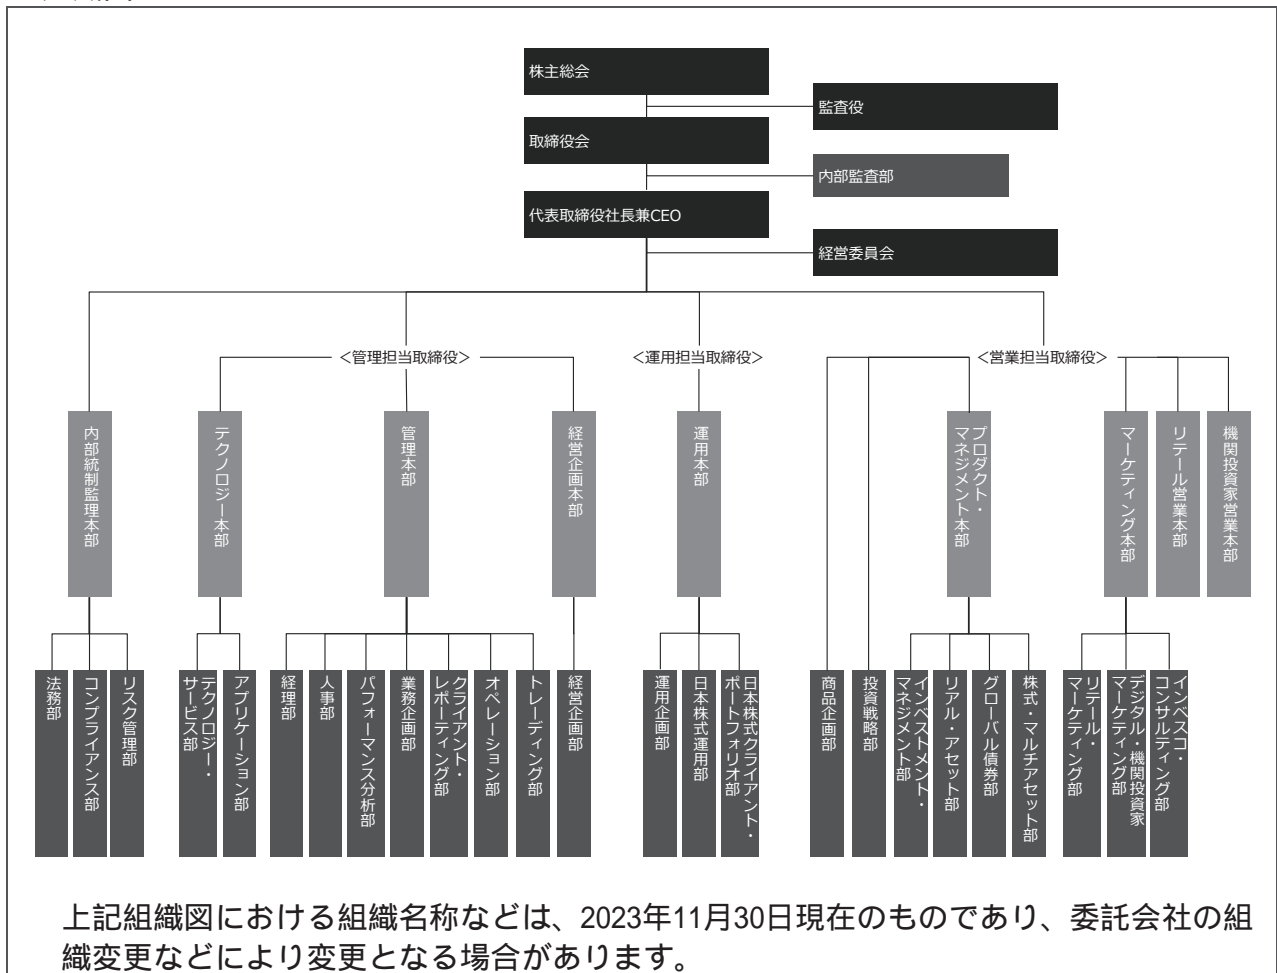 株主総会
監査役
取締役会
内部監査部
代表取締役社長兼CEO
経営委員会
<管理担当取締役>
<運用担当取締役>
<営業担当取締役>
内部統制監理本部
テクノロジー本部
管理本部
経営企画本部
運用本部
プロダクト・
マネジメント本部
マーケティング本部
リテール営業本部
機関投資家営業本部
法務部
コンプライアンス部
リスク管理部
テクノロジー・
サービス部
アプリケーション部
経理部
人事部
パフォーマンス分析部
業務企画部
クライアント・
レポーティング部
オペレーション部
トレーディング部
経営企画部
運用企画部
日本株式運用部
日本株式クライアント・
ポートフォリオ部
商品企画部
投資戦略部
インベストメント・
マネジメント部
リアル・アセット部
グローバル債券部
株式・マルチアセット部
リテール・
マーケティング部
デジタル・機関投資家
マーケティング部
インベスコ・
コンサルティング部
上記組織図における組織名称などは、2023年11月30日現在のものであり、委託会社の組
織変更などにより変更となる場合があります。